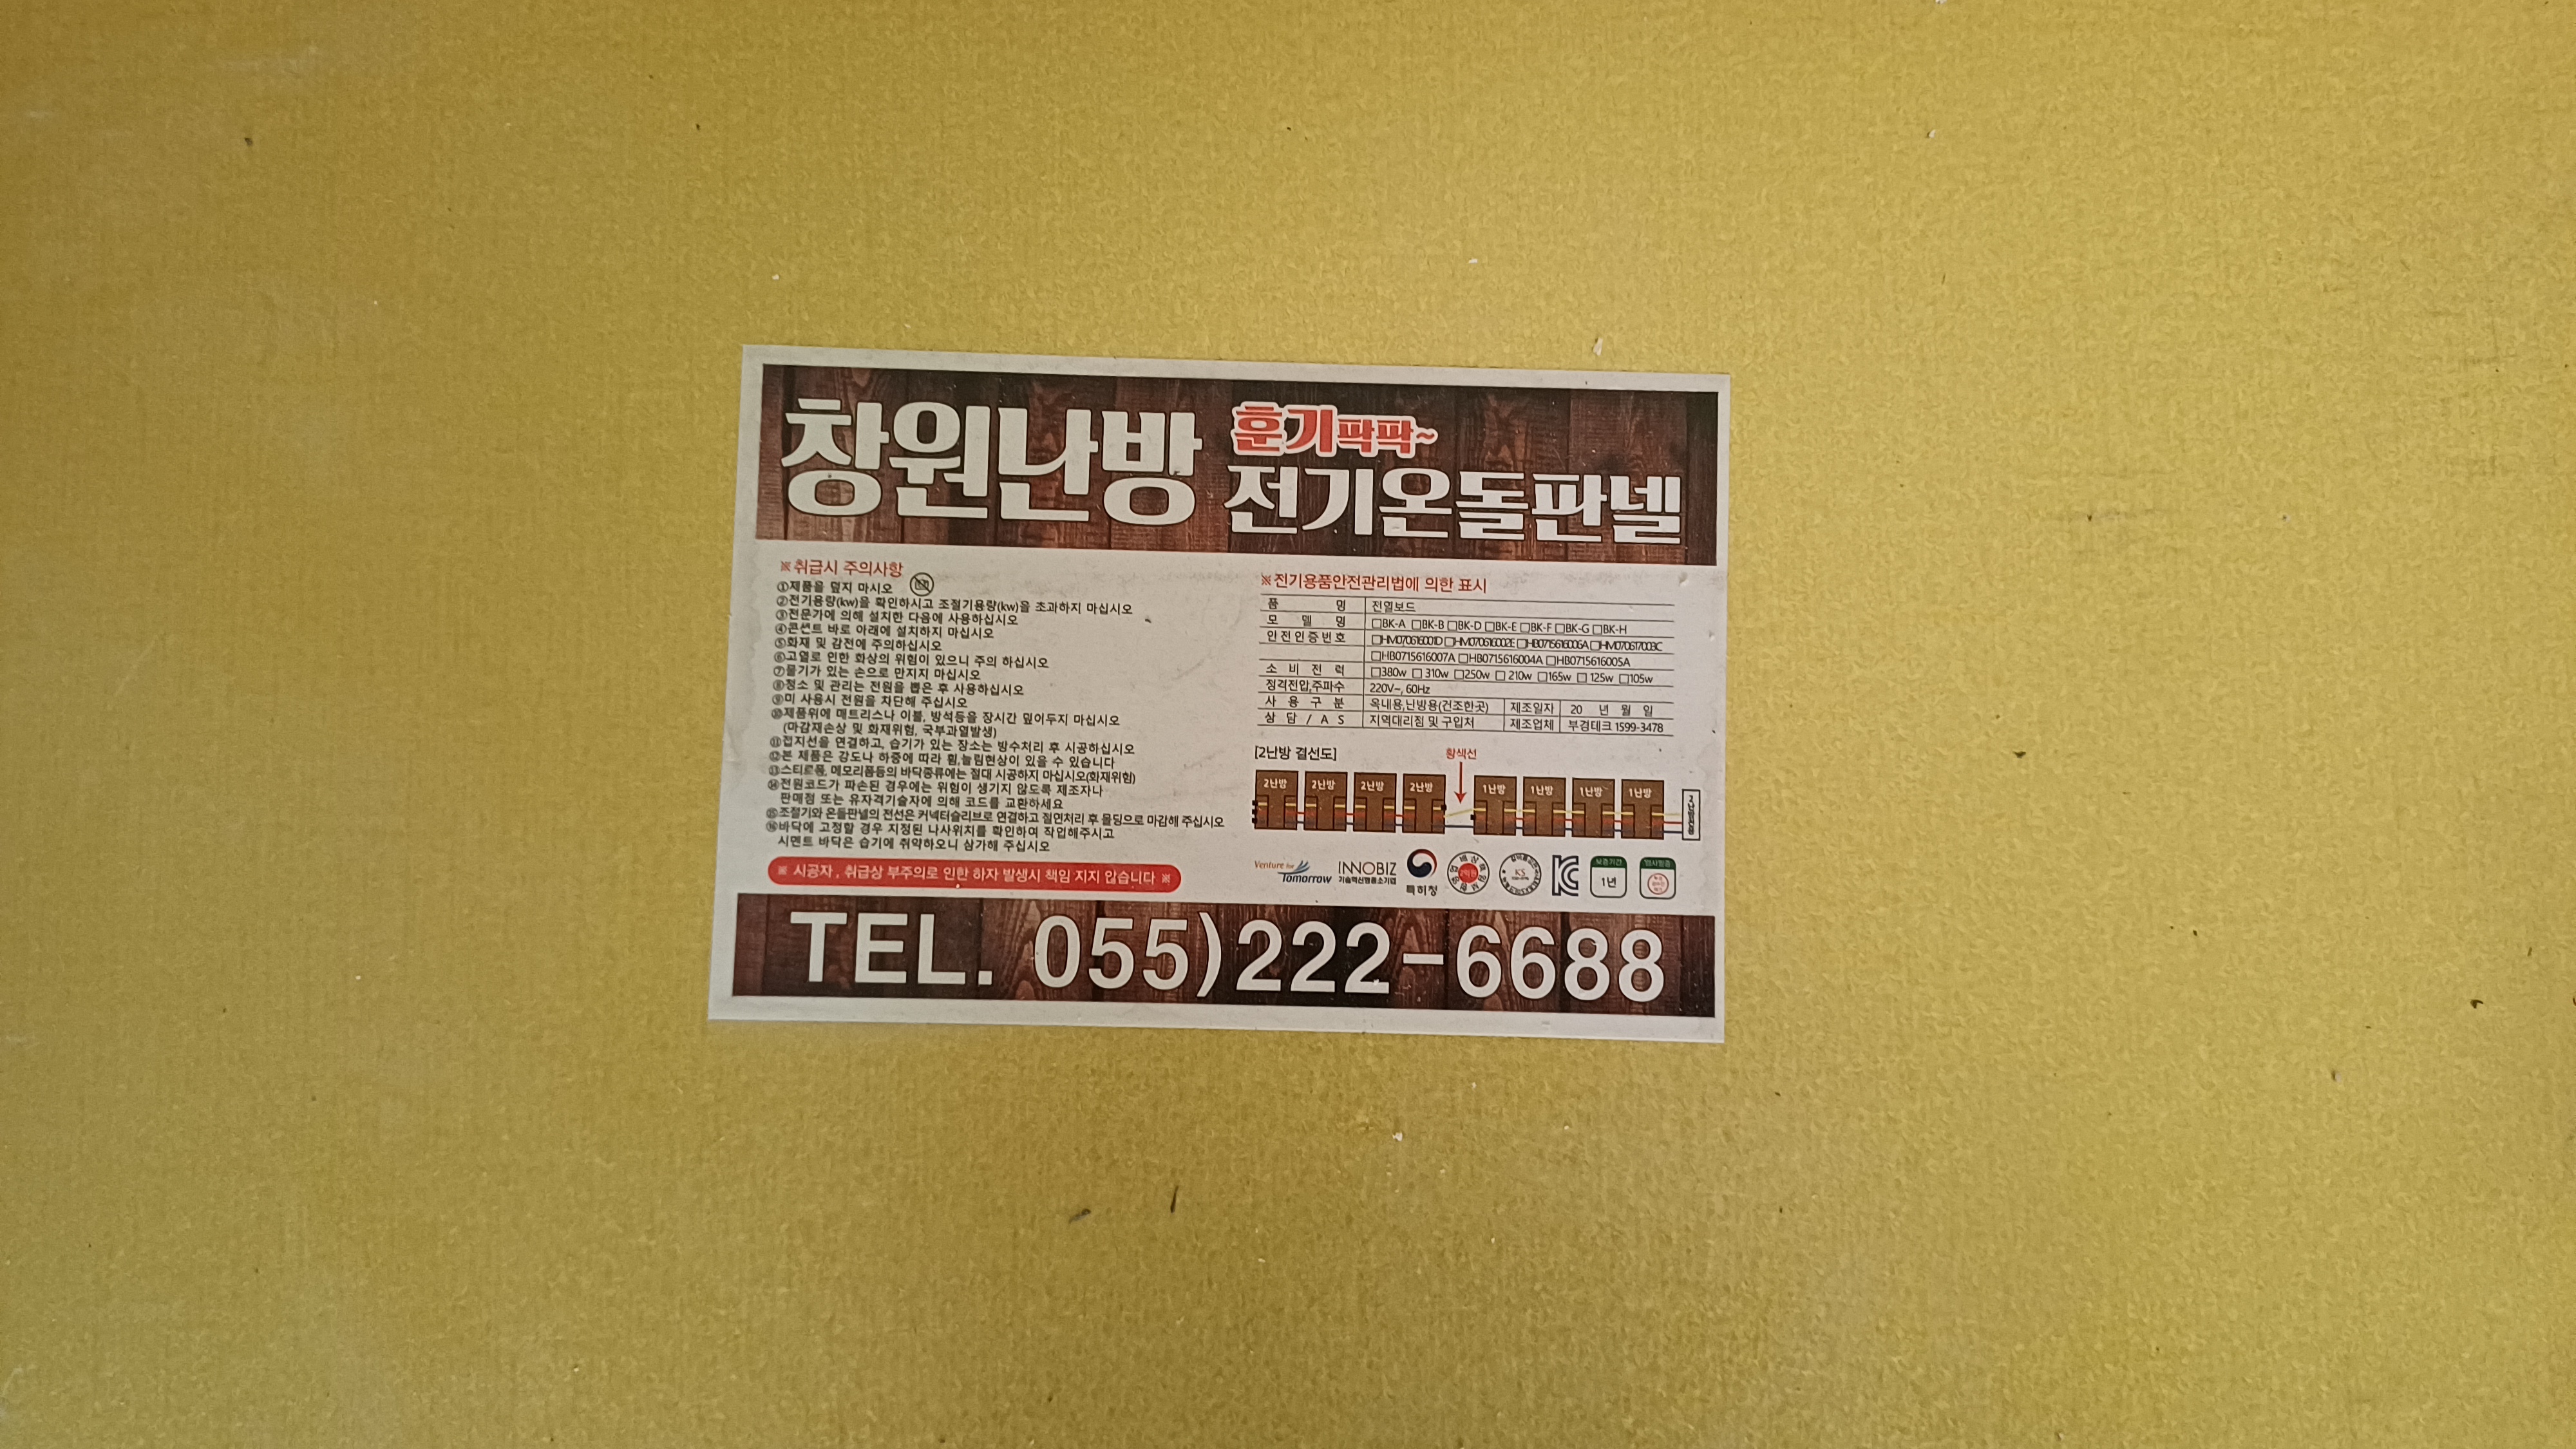 창원난방
훈기팍팍~
전기온돌판넬
※취급시 주의사항
①제품을 덮지 마시오
②전기용량(kw)을 확인하시고 조절기용량(kw)을 초과하지 마십시오
③전문가에 의해 설치한 다음에 사용하십시오
④콘센트 바로 아래에 설치하지 마십시오
⑤화재 및 감전에 주의하십시오
⑥고열로 인한 화상의 위험이 있으니 주의 하십시오
⑦물기가 있는 손으로 만지지 마십시오
⑧청소 및 관리는 전원을 뽑은 후 사용하십시오
⑨미 사용시 전원을 차단해 주십시오
⑩제품위에 매트리스나 이불, 방석등을 장시간 덮어두지 마십시오
(마감재손상 및 화재위험, 국부과열발생)
⑪접지선을 연결하고, 습기가 있는 장소는 방수처리 후 시공하십시오
⑫본 제품은 강도나 하중에 따라 휨,눌림현상이 있을 수 있습니다
⑬스티로폼, 메모리폼등의 바닥종류에는 절대 시공하지 마십시오(화재위험)
⑭전원코드가 파손된 경우에는 위험이 생기지 않도록 제조자나
판매점 또는 유자격기술자에 의해 코드를 교환하세요
⑮조절기와 온돌판넬의 전선은 커넥터슬리브로 연결하고 절연처리 후 몰딩으로 마감해 주십시오
⑯바닥에 고정할 경우 지정된 나사위치를 확인하여 작업해주시고
시멘트 바닥은 습기에 취약하오니 삼가해 주십시오
※ 시공자, 취급상 부주의로 인한 하자 발생시 책임 지지 않습니다 ※
※전기용품안전관리법에 의한 표시
품 명 전열보드
모 델 명 □BK-A □BK-B □BK-D □BK-E □BK-F □BK-G □BK-H
안전인증번호 □HM070616001D □HM070616002E □HB0715616006A □HM070617003C
□HB0715616007A □HB0715616004A □HB0715616005A
소 비 전 력 □380w □310w □250w □210w □165w □125w □105w
정격전압,주파수 220V~, 60Hz
사 용 구 분 옥내용,난방용(건조한곳) 제조일자 20 년 월 일
상 담 / A S 지역대리점 및 구입처 제조업체 부경테크 1599-3478
[2난방 결선도] 황색선
2난방 2난방 2난방 2난방 1난방 1난방 1난방 1난방
Venture for Tomorrow
INNOBIZ
기술혁신형중소기업
특허청
KS
보증기간
1년
TEL. 055)222-6688